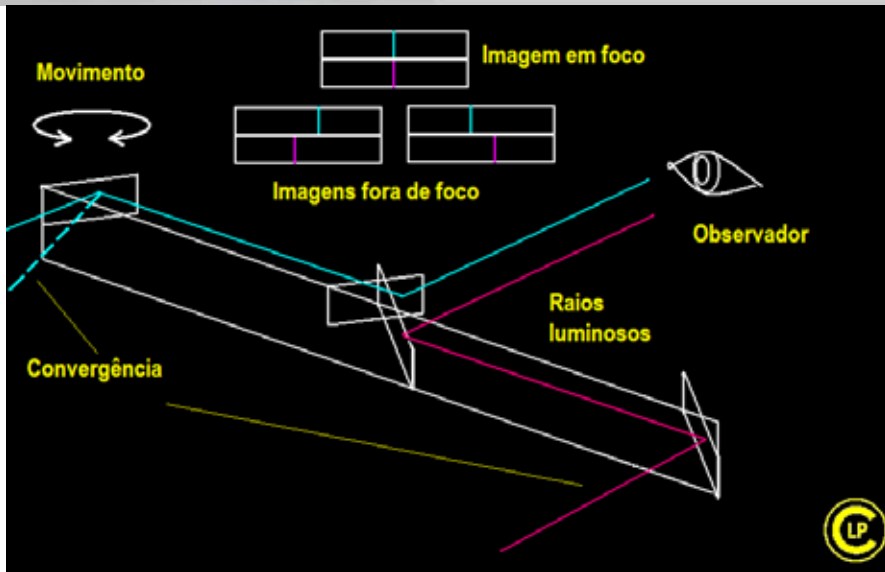 Imagem em foco
Movimento
Imagens fora de foco
Observador
Raios
luminosos
Convergência
C LP